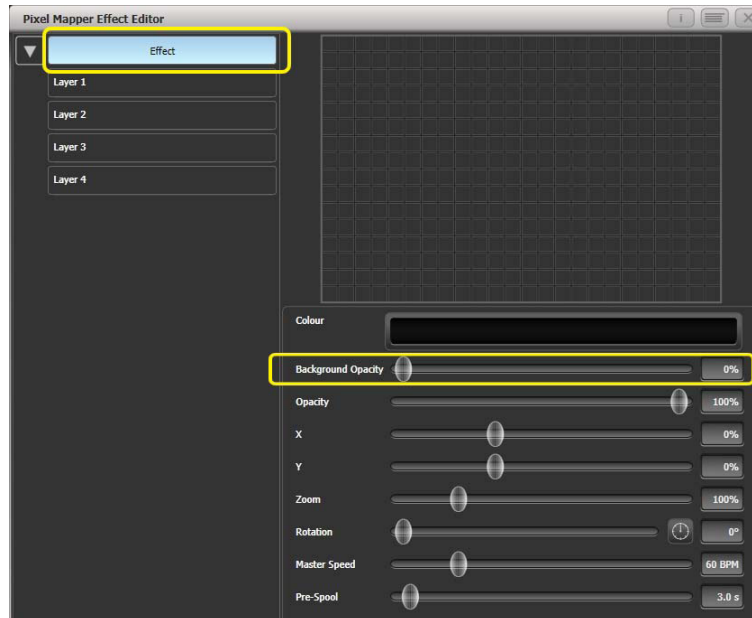 Pixel Mapper Effect Editor
Effect
Layer 1
Layer 2
Layer 3
Layer 4
Colour
Background Opacity 0%
Opacity 100%
X 0%
Y 0%
Zoom 100%
Rotation 0°
Master Speed 60 BPM
Pre-Spool 3.0 s